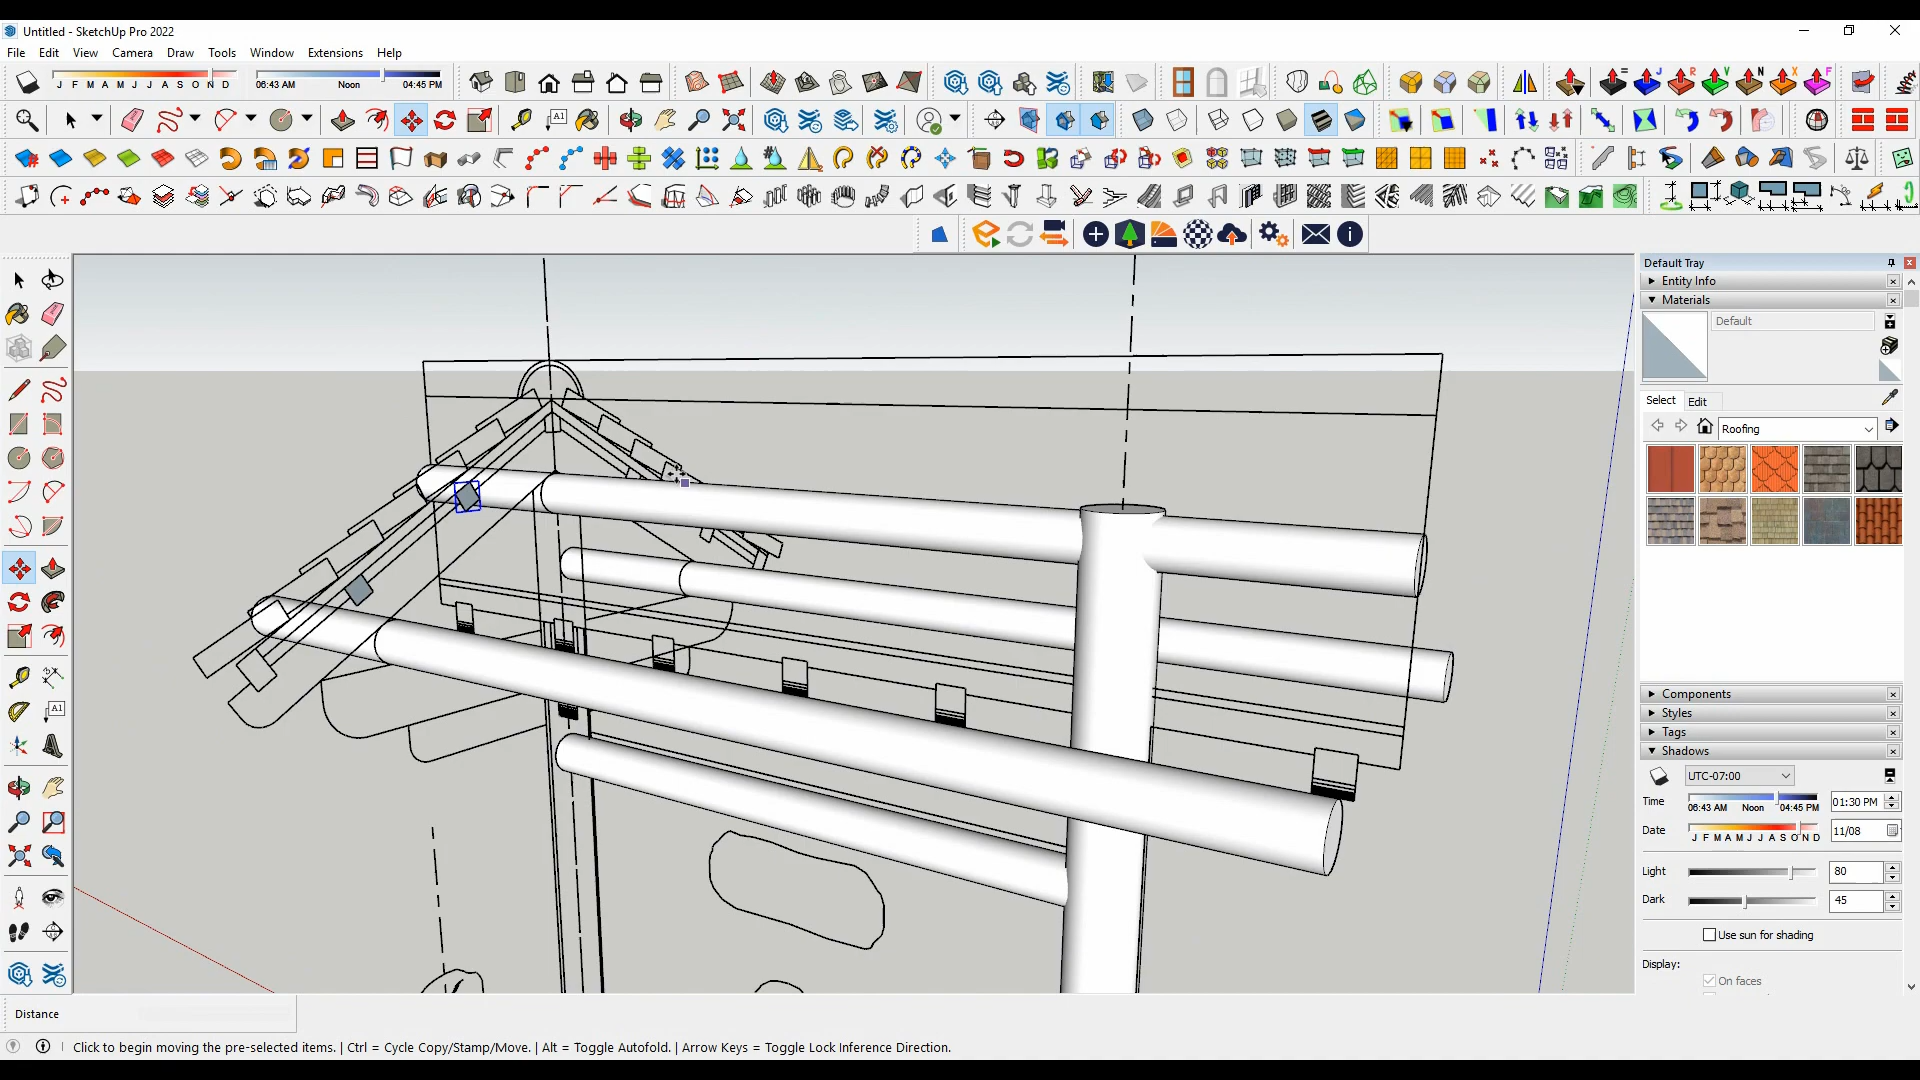 Untitled - SketchUp Pro 2022
File Edit View Camera Draw Tools Window Extensions Help
J F M A M J J A S O N D 06:43 AM Noon 04:45 PM
A1
Default Tray
Entity Info
Materials
Default
Select Edit
Roofing
A1
Components
Styles
Tags
Shadows
UTC-07:00
Time 06:43 AM Noon 04:45 PM 01:30 PM
Date J F M A M J J A S O N D 11/08
Light 80
Dark 45
Use sun for shading
Display:
On faces
Distance
Click to begin moving the pre-selected items. | Ctrl = Cycle Copy/Stamp/Move. | Alt = Toggle Autofold. | Arrow Keys = Toggle Lock Inference Direction.